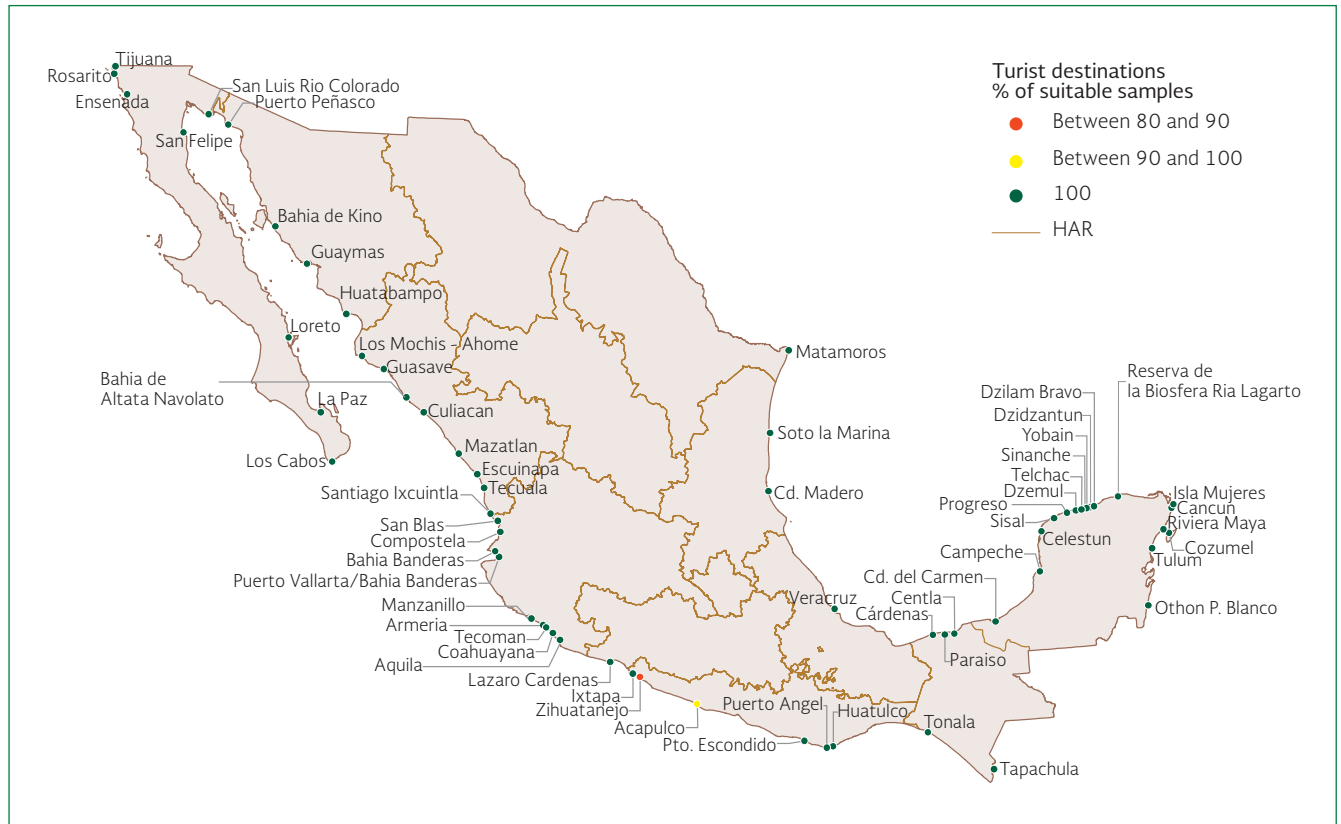 Tijuana
Rosarito
Ensenada
San Luis Rio Colorado
Puerto Peñasco
San Felipe
Turist destinations
% of suitable samples
Between 80 and 90
Between 90 and 100
100
HAR
Bahia de Kino
Guaymas
Huatabampo
Loreto
Los Mochis - Ahome
Guasave
Bahia de
Altata Navolato
La Paz
Culiacan
Los Cabos
Mazatlan
Escuinapa
Tecuala
Santiago Ixcuintla
San Blas
Compostela
Bahia Banderas
Puerto Vallarta/Bahia Banderas
Manzanillo
Armeria
Tecoman
Coahuayana
Aquila
Lazaro Cardenas
Ixtapa
Zihuatanejo
Acapulco
Pto. Escondido
Puerto Angel
Huatulco
Tonala
Tapachula
Matamoros
Soto la Marina
Cd. Madero
Veracruz
Cárdenas
Centla
Paraiso
Cd. del Carmen
Campeche
Celestun
Sisal
Progreso
Dzemul
Telchac
Sinanche
Yobain
Dzidzantun
Dzilam Bravo
Reserva de
la Biosfera Ria Lagarto
Isla Mujeres
Cancun
Riviera Maya
Cozumel
Tulum
Othon P. Blanco